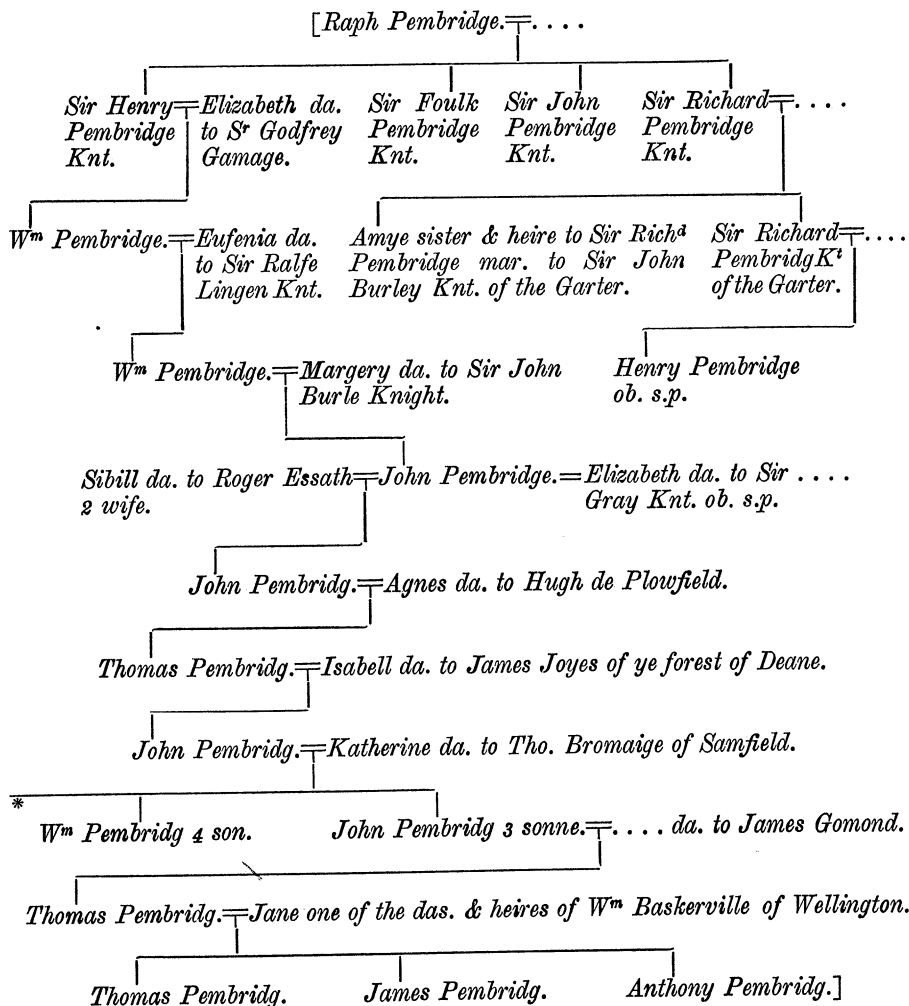 [Raph Pembridge.=....
Sir Henry=Elizabeth da. Sir Foulk Sir John Sir Richard=....
Pembridge to Sʳ Godfrey Pembridge Pembridge Pembridge
Knt. Gamage. Knt. Knt. Knt.
Wᵐ Pembridge.=Eufenia da. Amye sister & heire to Sir Richᵈ Sir Richard=....
to Sir Ralfe Pembridge mar. to Sir John Pembridg Kᵗ
Lingen Knt. Burley Knt. of the Garter. of the Garter.
Wᵐ Pembridge.=Margery da. to Sir John Henry Pembridge
Burle Knight. ob. s.p.
Sibill da. to Roger Essath=John Pembridge.=Elizabeth da. to Sir ....
2 wife. Gray Knt. ob. s.p.
John Pembridg.=Agnes da. to Hugh de Plowfield.
Thomas Pembridg.=Isabell da. to James Joyes of ye forest of Deane.
John Pembridg.=Katherine da. to Tho. Bromaige of Samfield.
*
Wᵐ Pembridg 4 son. John Pembridg 3 sonne.=.... da. to James Gomond.
Thomas Pembridg.=Jane one of the das. & heires of Wᵐ Baskerville of Wellington.
Thomas Pembridg. James Pembridg. Anthony Pembridg.]